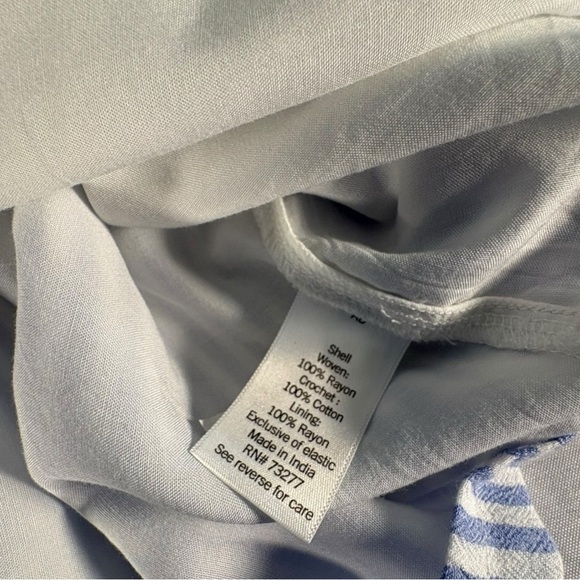 Shell
Woven:
100% Rayon
Crochet :
100% Cotton
Lining:
100% Rayon
Exclusive of elastic
Made in India
RN# 73277
See reverse for care